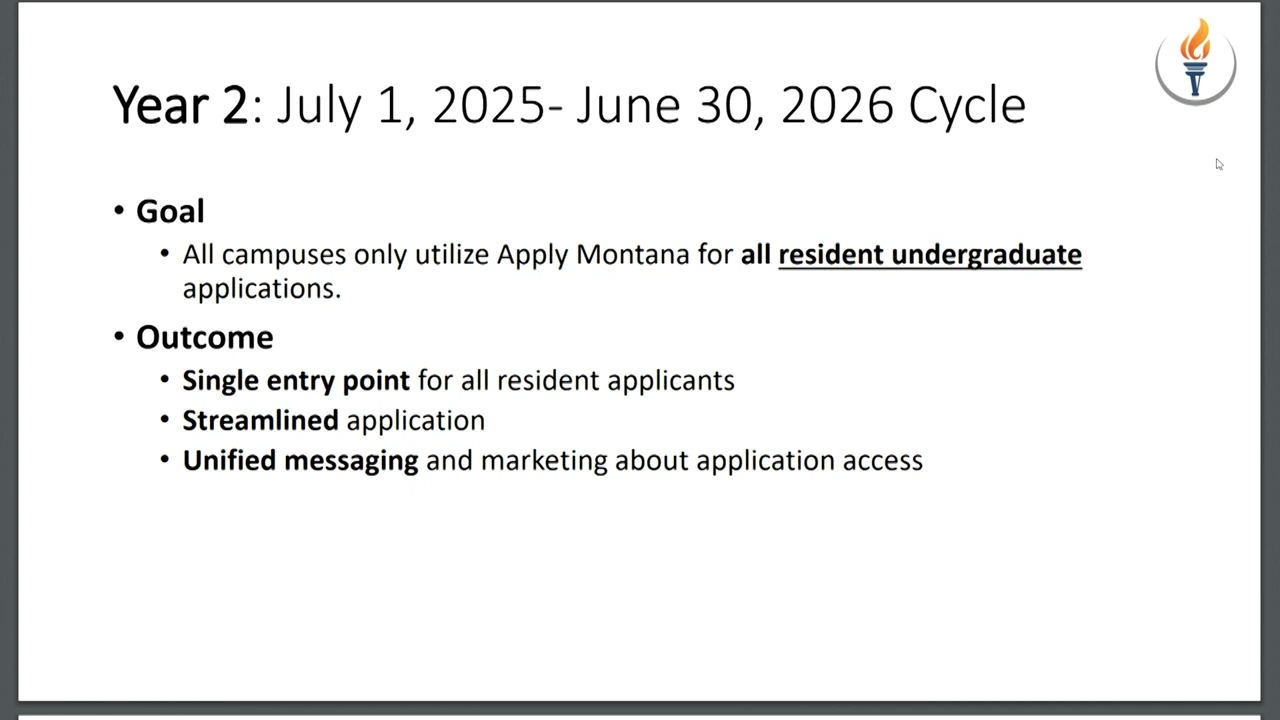 Year 2: July 1, 2025- June 30, 2026 Cycle
• Goal
• All campuses only utilize Apply Montana for all resident undergraduate
applications.
• Outcome
• Single entry point for all resident applicants
• Streamlined application
• Unified messaging and marketing about application access